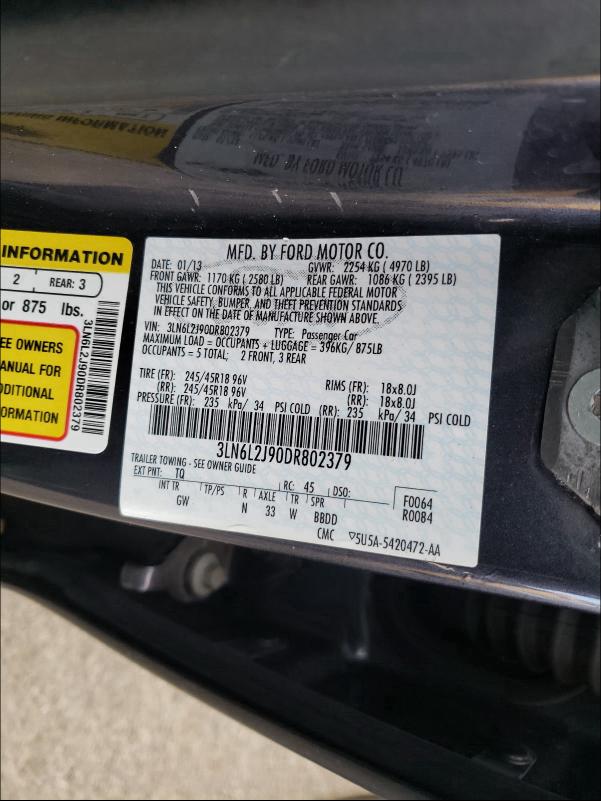 INFORMATION
2 REAR: 3
or 875 lbs.
EE OWNERS
MANUAL FOR
DDITIONAL
INFORMATION
3LN6L2J90DR802379
MFD. BY FORD MOTOR CO.
DATE: 01/13 GVWR: 2254 KG ( 4970 LB)
FRONT GAWR: 1170 KG ( 2580 LB) REAR GAWR: 1086 KG ( 2395 LB)
THIS VEHICLE CONFORMS TO ALL APPLICABLE FEDERAL MOTOR
VEHICLE SAFETY, BUMPER, AND THEFT PREVENTION STANDARDS
IN EFFECT ON THE DATE OF MANUFACTURE SHOWN ABOVE.
VIN: 3LN6L2J90DR802379 TYPE: Passenger Car
MAXIMUM LOAD = OCCUPANTS + LUGGAGE = 396KG/875LB
OCCUPANTS = 5 TOTAL; 2 FRONT, 3 REAR
TIRE (FR): 245/45R18 96V RIMS (FR): 18x8.0J
(RR): 245/45R18 96V (RR): 18x8.0J
PRESSURE (FR): 235 kPa/ 34 PSI COLD (RR): 235 kPa/ 34 PSI COLD
3LN6L2J90DR802379
TRAILER TOWING - SEE OWNER GUIDE
EXT PNT: TQ RC: 45 DSO: F0064
INT TR TP/PS R AXLE TR SPR R0084
GW N 33 W BBDD
CMC ▽5U5A-5420472-AA